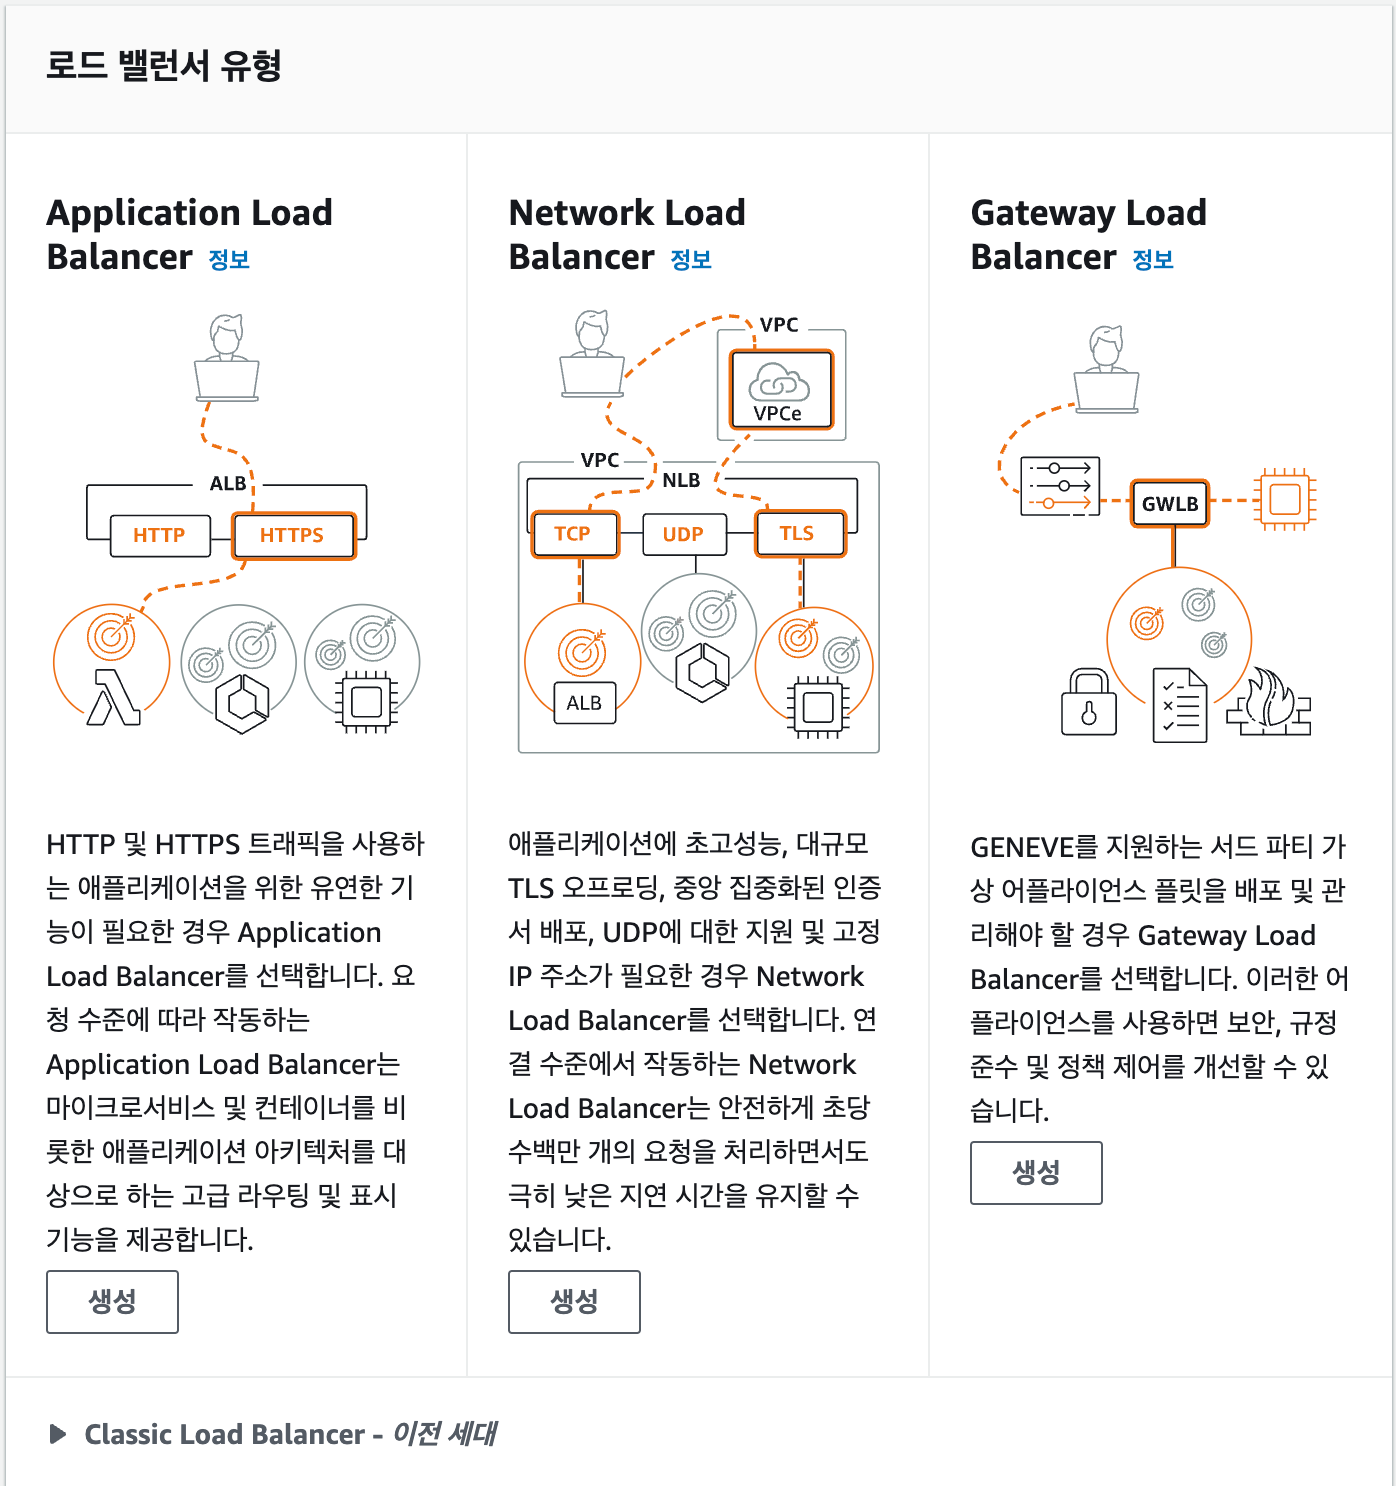 로드 밸런서 유형
Application Load
Balancer 정보
ALB
HTTP
HTTPS
HTTP 및 HTTPS 트래픽을 사용하
는 애플리케이션을 위한 유연한 기
능이 필요한 경우 Application
Load Balancer를 선택합니다. 요
청 수준에 따라 작동하는
Application Load Balancer는
마이크로서비스 및 컨테이너를 비
롯한 애플리케이션 아키텍처를 대
상으로 하는 고급 라우팅 및 표시
기능을 제공합니다.
생성
Network Load
Balancer 정보
VPC
VPCe
VPC
NLB
TCP
UDP
TLS
ALB
애플리케이션에 초고성능, 대규모
TLS 오프로딩, 중앙 집중화된 인증
서 배포, UDP에 대한 지원 및 고정
IP 주소가 필요한 경우 Network
Load Balancer를 선택합니다. 연
결 수준에서 작동하는 Network
Load Balancer는 안전하게 초당
수백만 개의 요청을 처리하면서도
극히 낮은 지연 시간을 유지할 수
있습니다.
생성
Gateway Load
Balancer 정보
GWLB
GENEVE를 지원하는 서드 파티 가
상 어플라이언스 플릿을 배포 및 관
리해야 할 경우 Gateway Load
Balancer를 선택합니다. 이러한 어
플라이언스를 사용하면 보안, 규정
준수 및 정책 제어를 개선할 수 있
습니다.
생성
Classic Load Balancer - 이전 세대